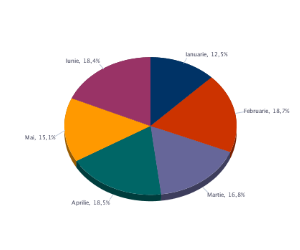 Ianuarie, 12,5%
Iunie, 18,4%
Februarie, 18,7%
Mai, 15,1%
Martie, 16,8%
Aprilie, 18,5%